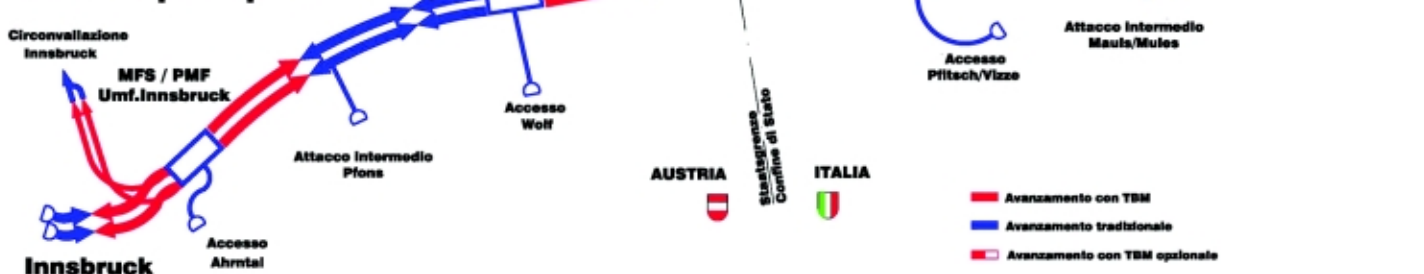 Circonvallazione
Innsbruck
MFS / PMF
Umf.Innsbruck
Attacco Intermedio
Pfons
Accesso
Wolf
Accesso
Ahrntal
Innsbruck
AUSTRIA
Staatsgrenze
Confine di Stato
ITALIA
Accesso
Pfitsch/Vizze
Attacco Intermedio
Mauls/Mules
Avanzamento con TBM
Avanzamento tradizionale
Avanzamento con TBM opzionale